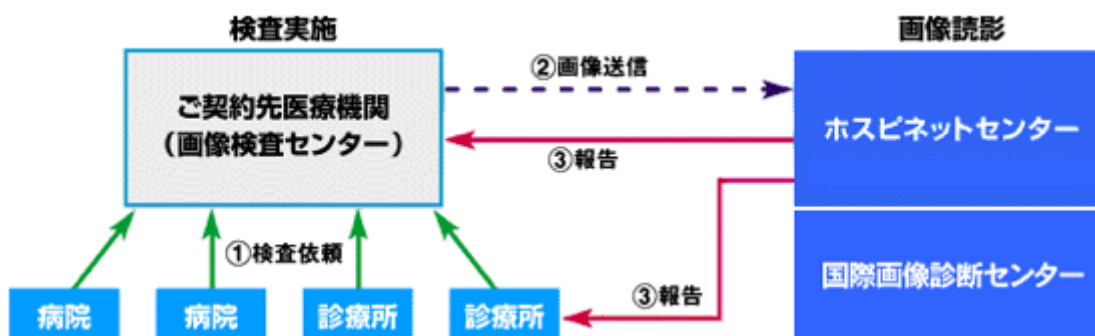 検査実施
画像読影
②画像送信
ご契約先医療機関
(画像検査センター)
ホスピネットセンター
③報告
①検査依頼
国際画像診断センター
③報告
病院
病院
診療所
診療所